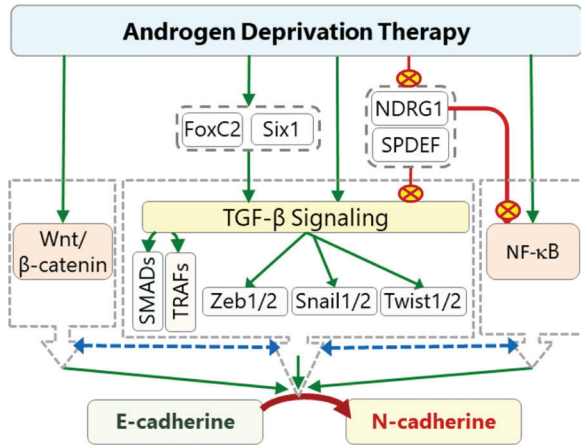 Androgen Deprivation Therapy
FoxC2
Six1
NDRG1
SPDEF
TGF-β Signaling
Wnt/
β-catenin
SMADs
TRAFs
Zeb1/2
Snail1/2
Twist1/2
NF-κB
E-cadherine
N-cadherine